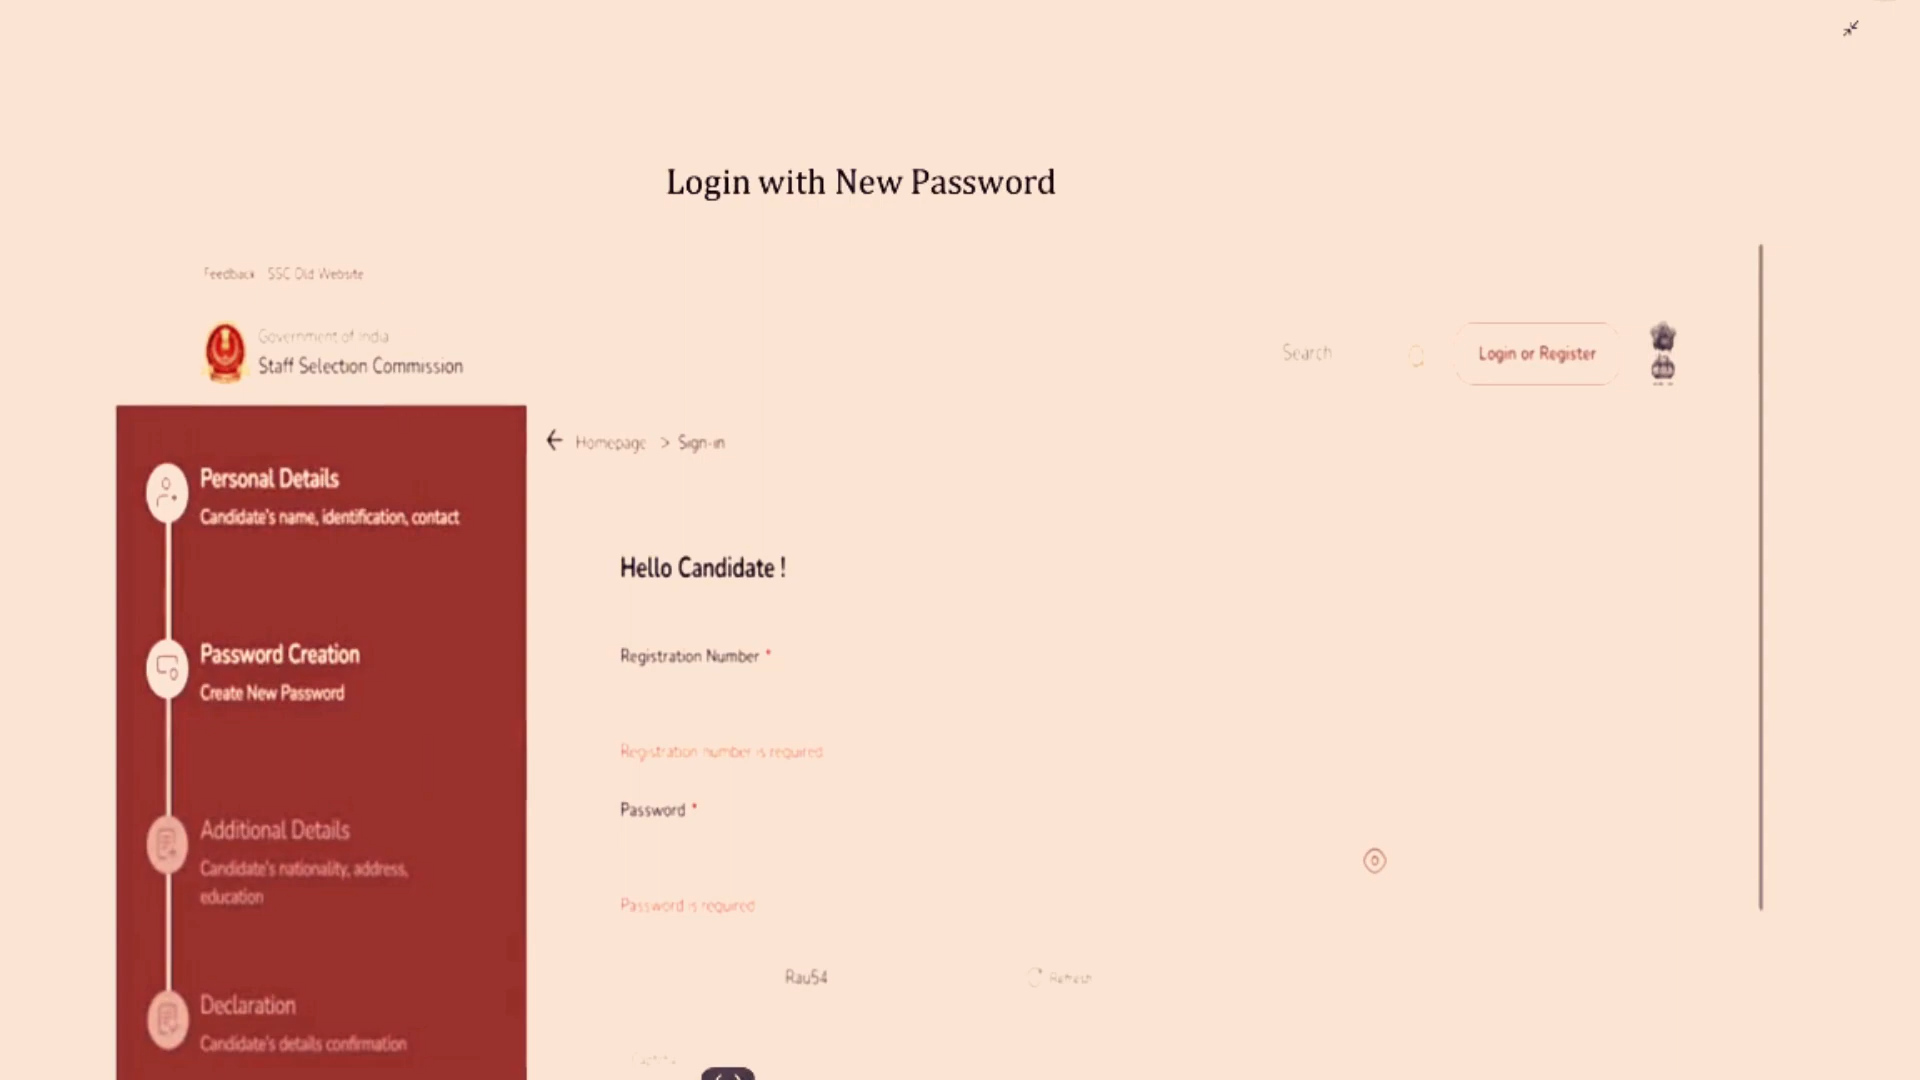 Login with New Password
Feedback SSC Old Website
Government of India
Staff Selection Commission
Search
Login or Register
Homepage > Sign-in
Personal Details
Candidate's name, identification, contact
Hello Candidate !
Password Creation
Create New Password
Registration Number *
Registration number is required
Password *
Additional Details
Candidate's nationality, address,
education
Password is required
Rau54
Refresh
Declaration
Candidate's details confirmation